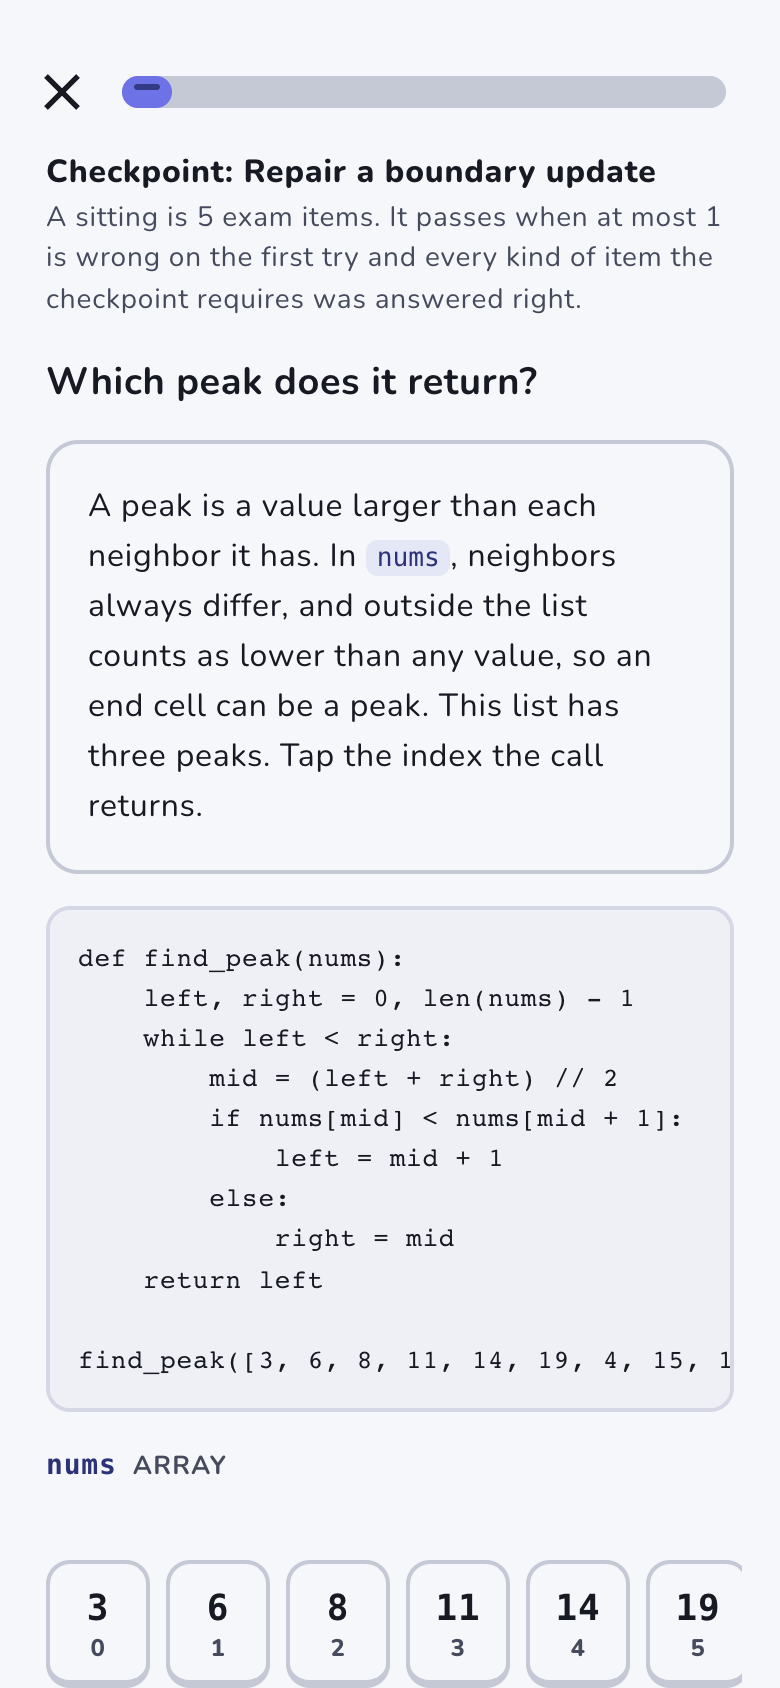 Checkpoint: Repair a boundary update
A sitting is 5 exam items. It passes when at most 1
is wrong on the first try and every kind of item the
checkpoint requires was answered right.
Which peak does it return?
A peak is a value larger than each
neighbor it has. In nums, neighbors
always differ, and outside the list
counts as lower than any value, so an
end cell can be a peak. This list has
three peaks. Tap the index the call
returns.
def find_peak(nums):
    left, right = 0, len(nums) - 1
    while left < right:
        mid = (left + right) // 2
        if nums[mid] < nums[mid + 1]:
            left = mid + 1
        else:
            right = mid
    return left
find_peak([3, 6, 8, 11, 14, 19, 4, 15, 1
nums ARRAY
3 6 8 11 14 19
0 1 2 3 4 5